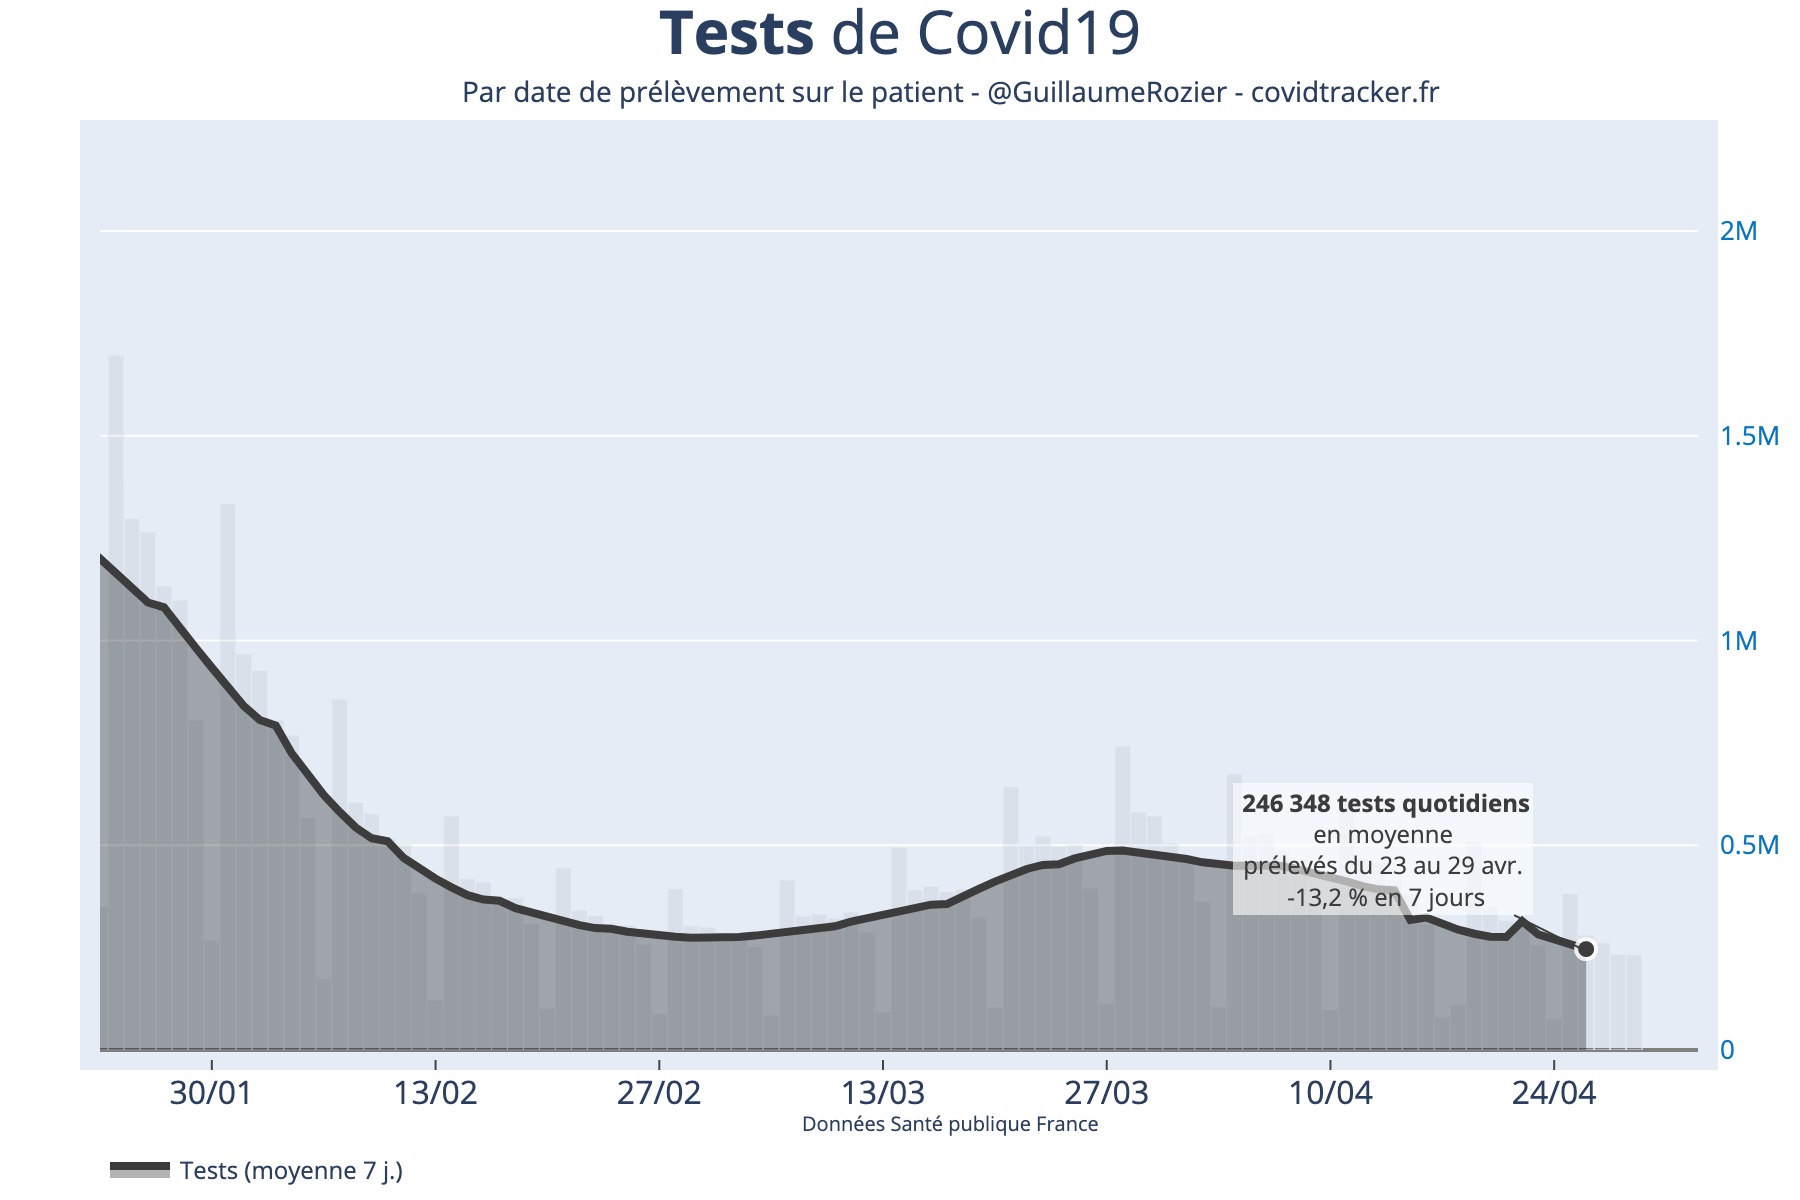 Tests de Covid19
Par date de prélèvement sur le patient - @GuillaumeRozier - covidtracker.fr
2M
1.5M
1M
0.5M
0
246 348 tests quotidiens
en moyenne
prélevés du 23 au 29 avr.
-13,2 % en 7 jours
30/01 13/02 27/02 13/03 27/03 10/04 24/04
Données Santé publique France
Tests (moyenne 7 j.)